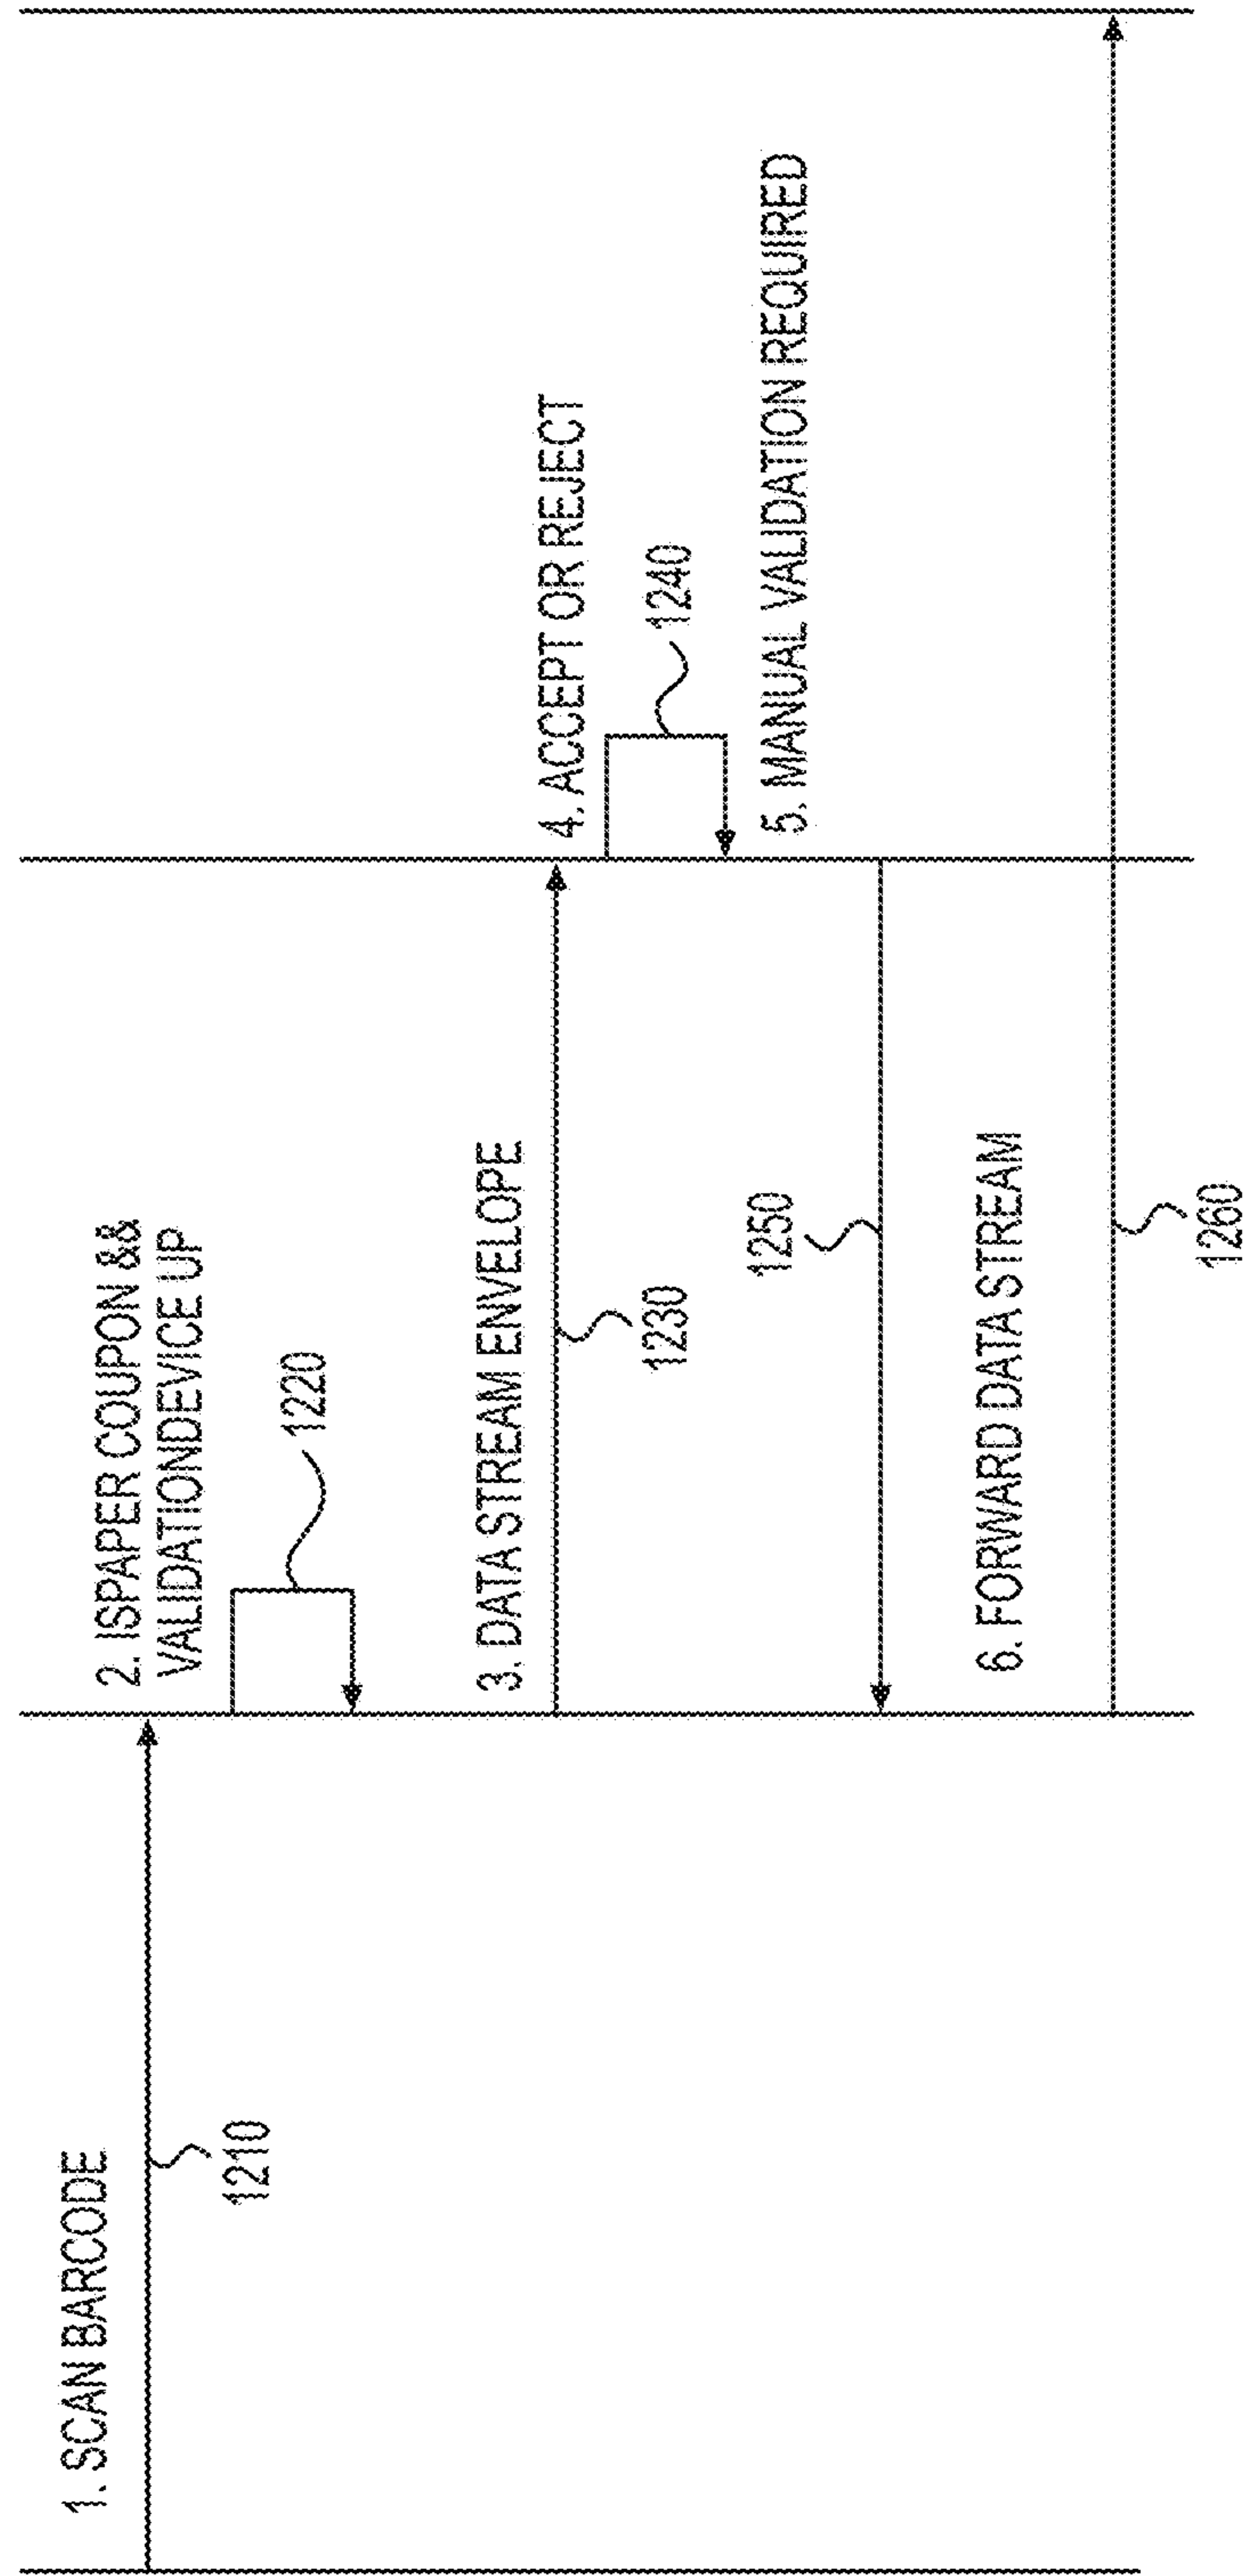 1. SCAN BARCODE
1210
2. ISPAPER COUPON &&
VALIDATIONDEVICE UP
1220
3. DATA STREAM ENVELOPE
1230
4. ACCEPT OR REJECT
1240
5. MANUAL VALIDATION REQUIRED
1250
6. FORWARD DATA STREAM
1260